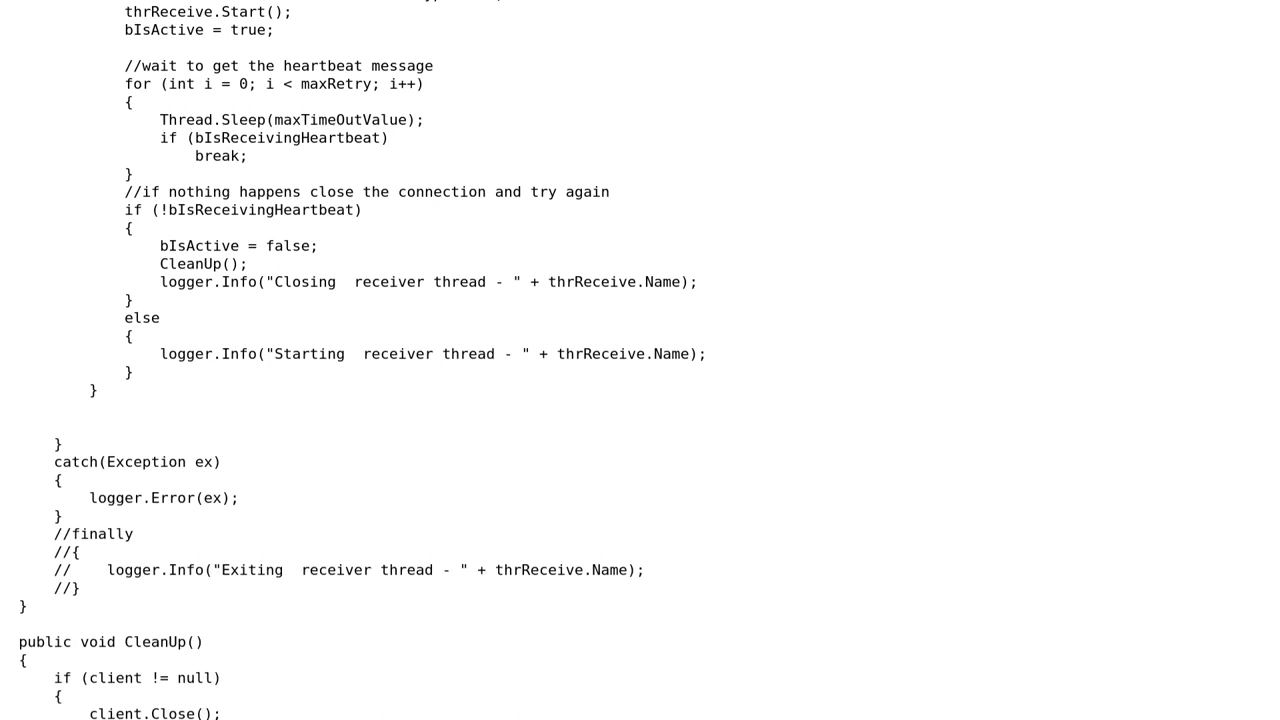 thrReceive.Start();
            bIsActive = true;

            //wait to get the heartbeat message
            for (int i = 0; i < maxRetry; i++)
            {
                Thread.Sleep(maxTimeOutValue);
                if (bIsReceivingHeartbeat)
                    break;
            }
            //if nothing happens close the connection and try again
            if (!bIsReceivingHeartbeat)
            {
                bIsActive = false;
                CleanUp();
                logger.Info("Closing  receiver thread - " + thrReceive.Name);
            }
            else
            {
                logger.Info("Starting  receiver thread - " + thrReceive.Name);
            }
        }


    }
    catch(Exception ex)
    {
        logger.Error(ex);
    }
    //finally
    //{
    //    logger.Info("Exiting  receiver thread - " + thrReceive.Name);
    //}
}

public void CleanUp()
{
    if (client != null)
    {
        client.Close();